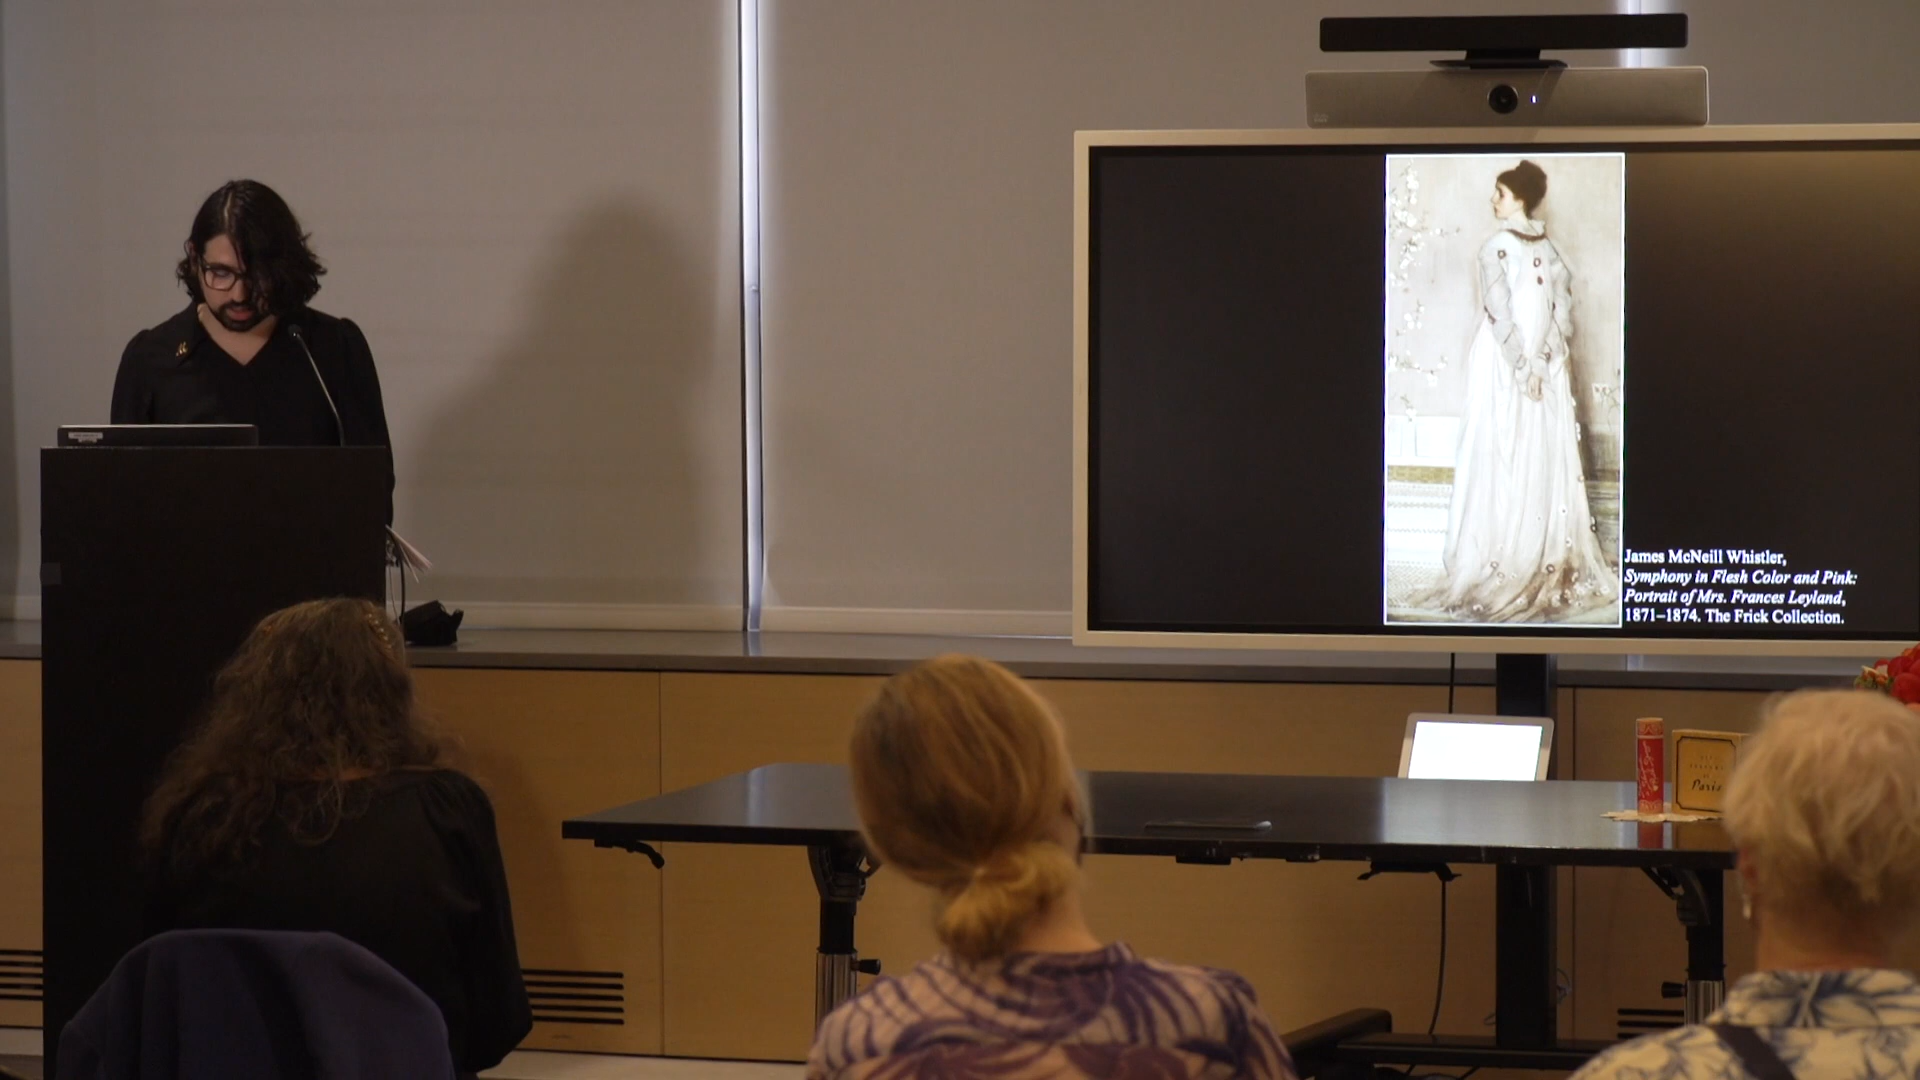 James McNeill Whistler,
Symphony in Flesh Color and Pink:
Portrait of Mrs. Frances Leyland,
1871–1874. The Frick Collection.
Paris